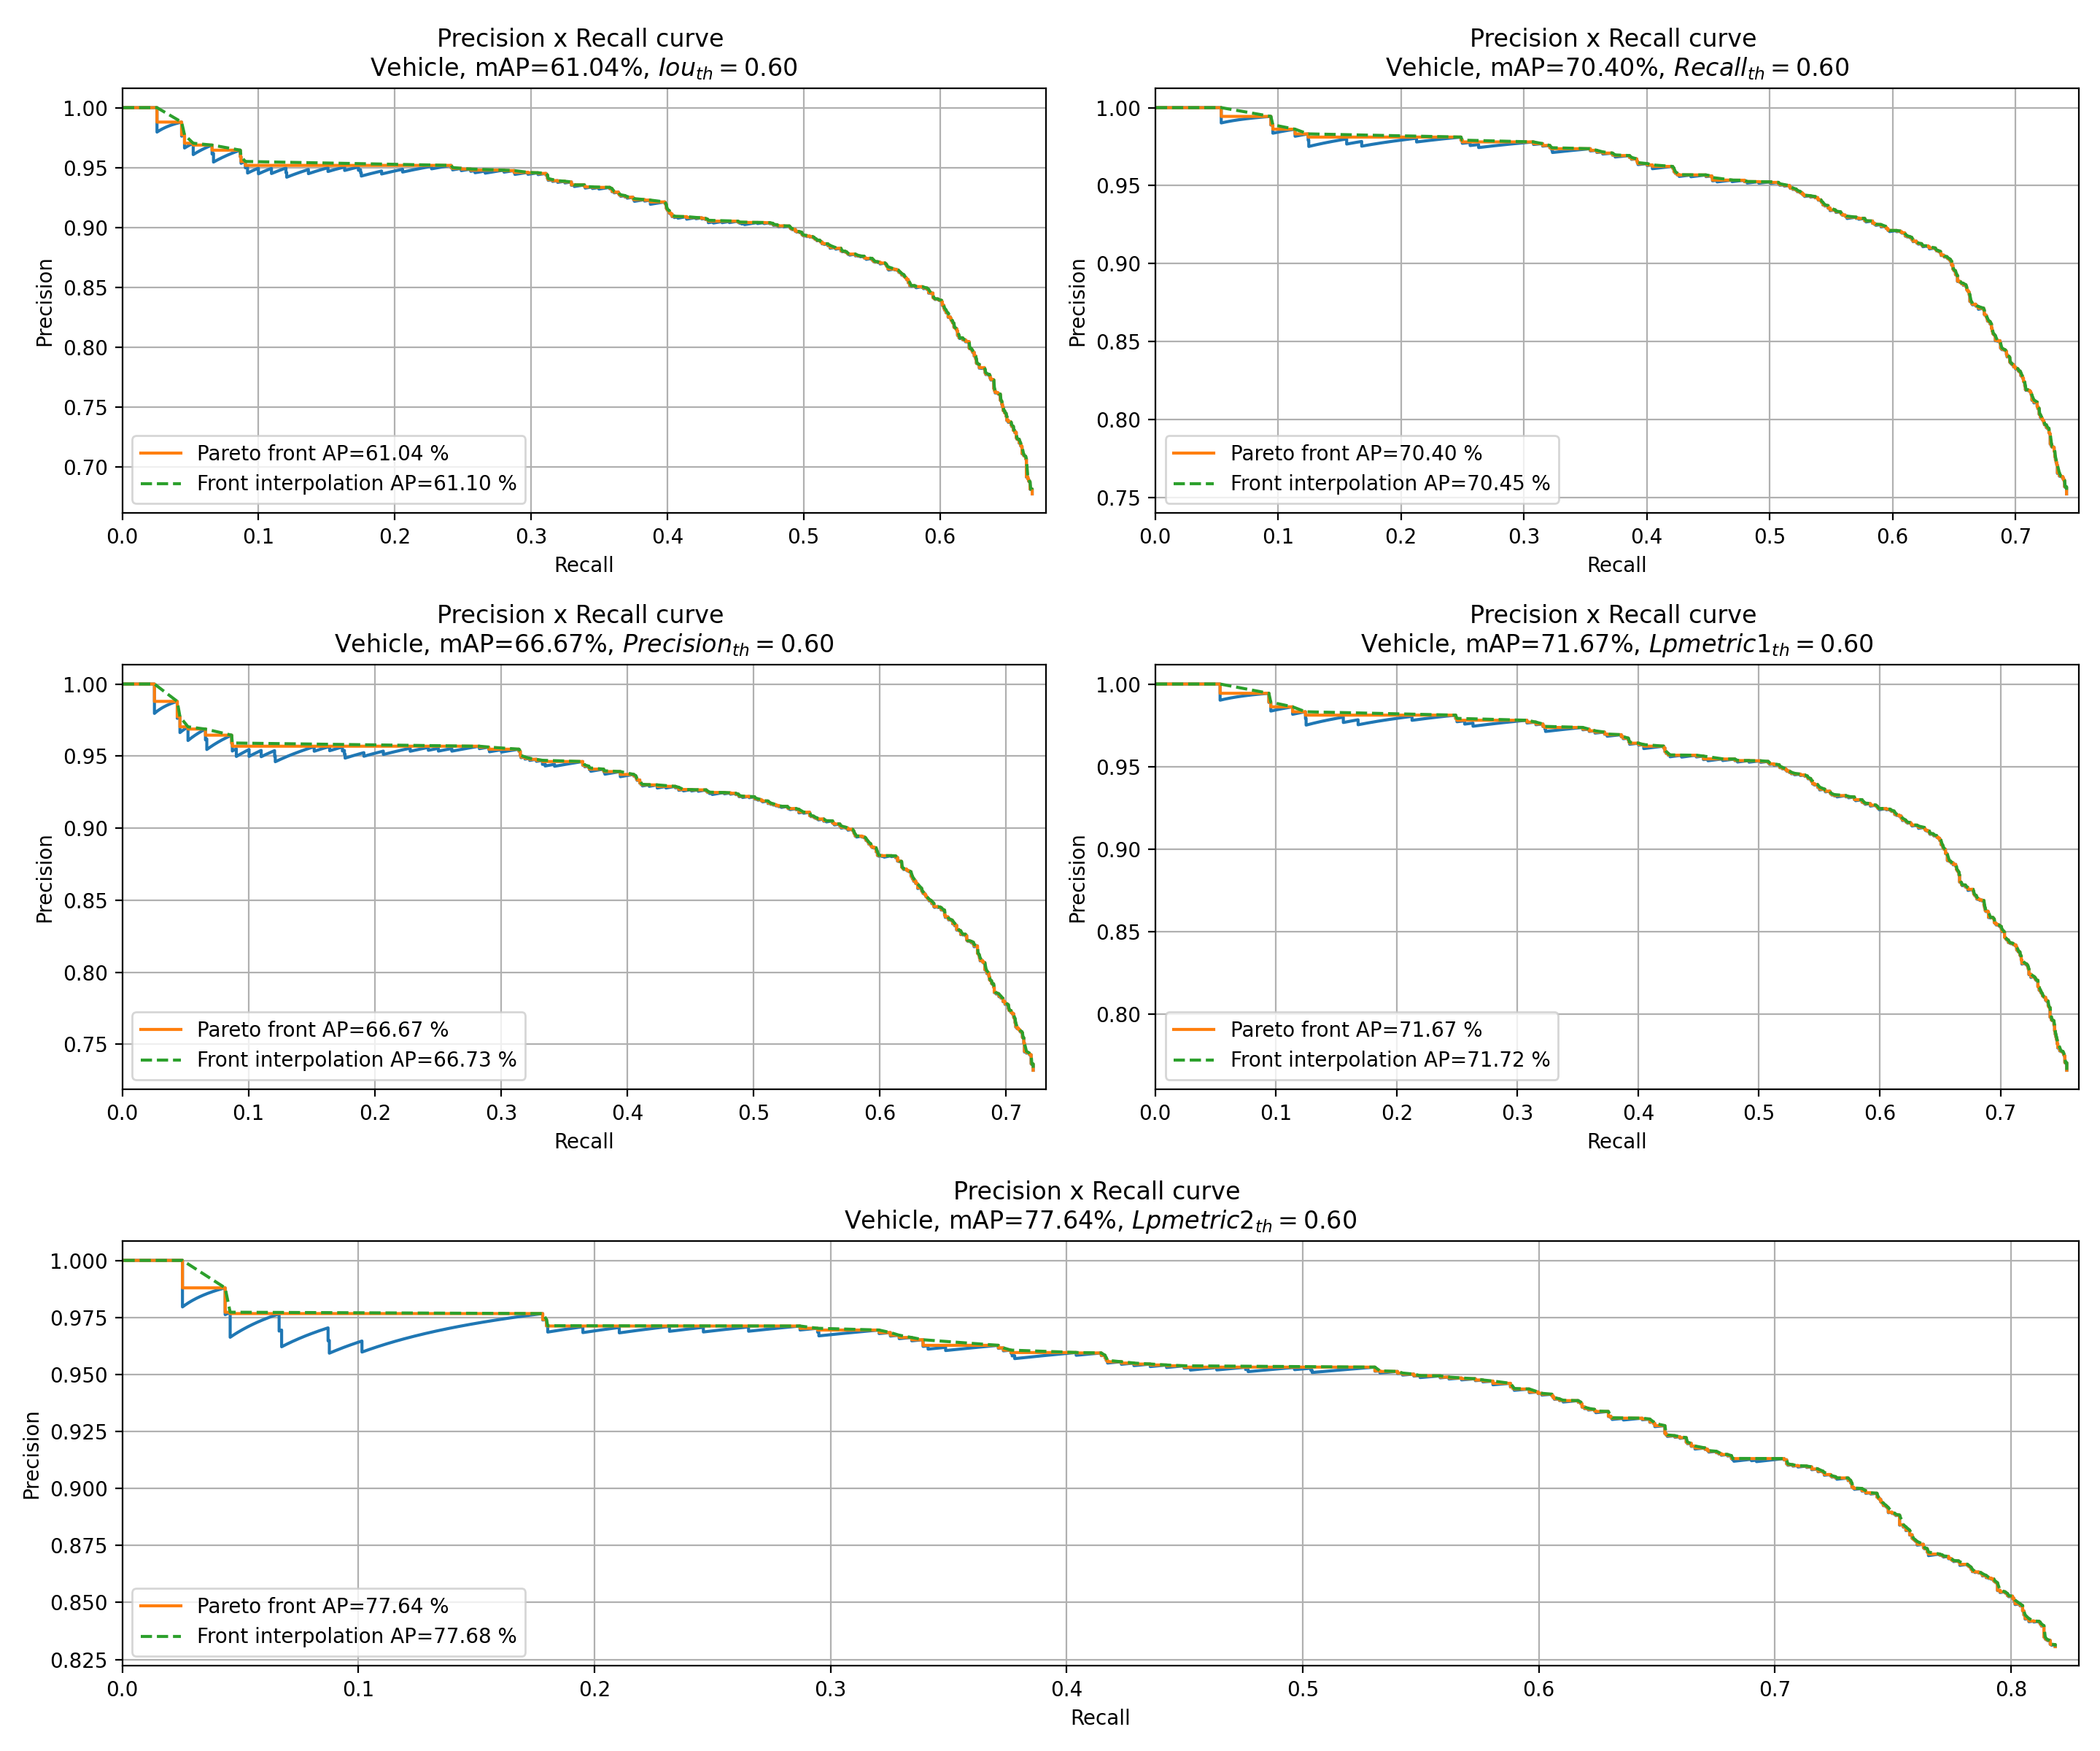 Precision x Recall curve
Vehicle, mAP=61.04%, Iou_th = 0.60
1.00
0.95
0.90
0.85
0.80
0.75
0.70
Precision
Pareto front AP=61.04 %
Front interpolation AP=61.10 %
0.0 0.1 0.2 0.3 0.4 0.5 0.6
Recall
Precision x Recall curve
Vehicle, mAP=70.40%, Recall_th = 0.60
1.00
0.95
0.90
0.85
0.80
0.75
Precision
Pareto front AP=70.40 %
Front interpolation AP=70.45 %
0.0 0.1 0.2 0.3 0.4 0.5 0.6 0.7
Recall
Precision x Recall curve
Vehicle, mAP=66.67%, Precision_th = 0.60
1.00
0.95
0.90
0.85
0.80
0.75
Precision
Pareto front AP=66.67 %
Front interpolation AP=66.73 %
0.0 0.1 0.2 0.3 0.4 0.5 0.6 0.7
Recall
Precision x Recall curve
Vehicle, mAP=71.67%, Lpmetric1_th = 0.60
1.00
0.95
0.90
0.85
0.80
Precision
Pareto front AP=71.67 %
Front interpolation AP=71.72 %
0.0 0.1 0.2 0.3 0.4 0.5 0.6 0.7
Recall
Precision x Recall curve
Vehicle, mAP=77.64%, Lpmetric2_th = 0.60
1.000
0.975
0.950
0.925
0.900
0.875
0.850
0.825
Precision
Pareto front AP=77.64 %
Front interpolation AP=77.68 %
0.0 0.1 0.2 0.3 0.4 0.5 0.6 0.7 0.8
Recall